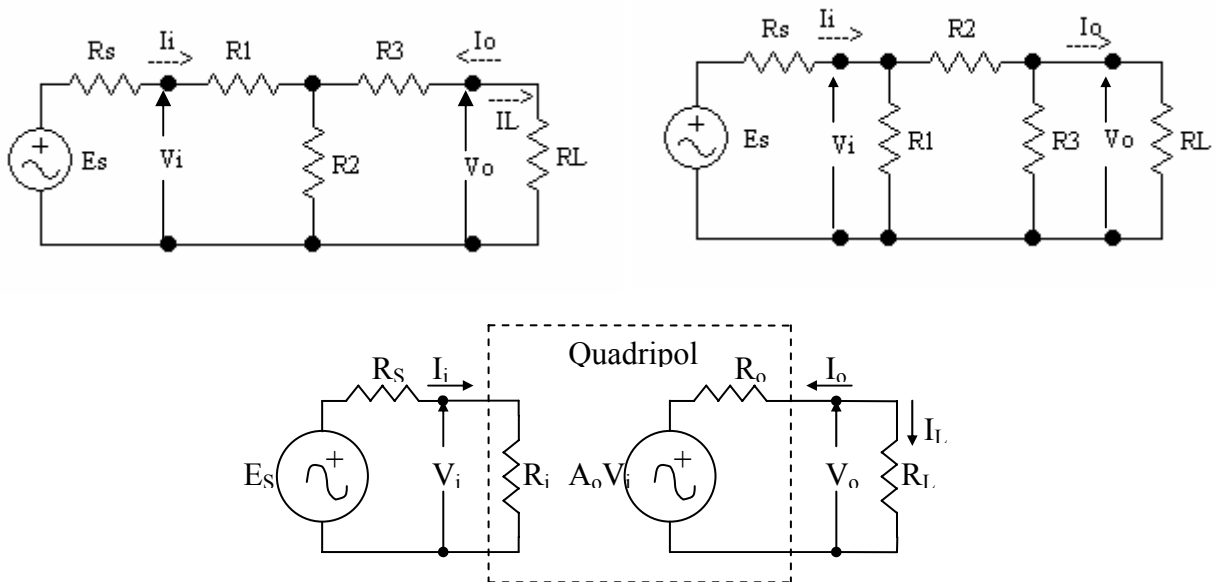 Rs Ii R1 R3 Io
IL
Es Vi R2 Vo RL
Rs Ii R2 Io
Es Vi R1 R3 Vo RL
Quadripol
RS Ii Ro Io
IL
ES Vi Ri AoVi Vo RL